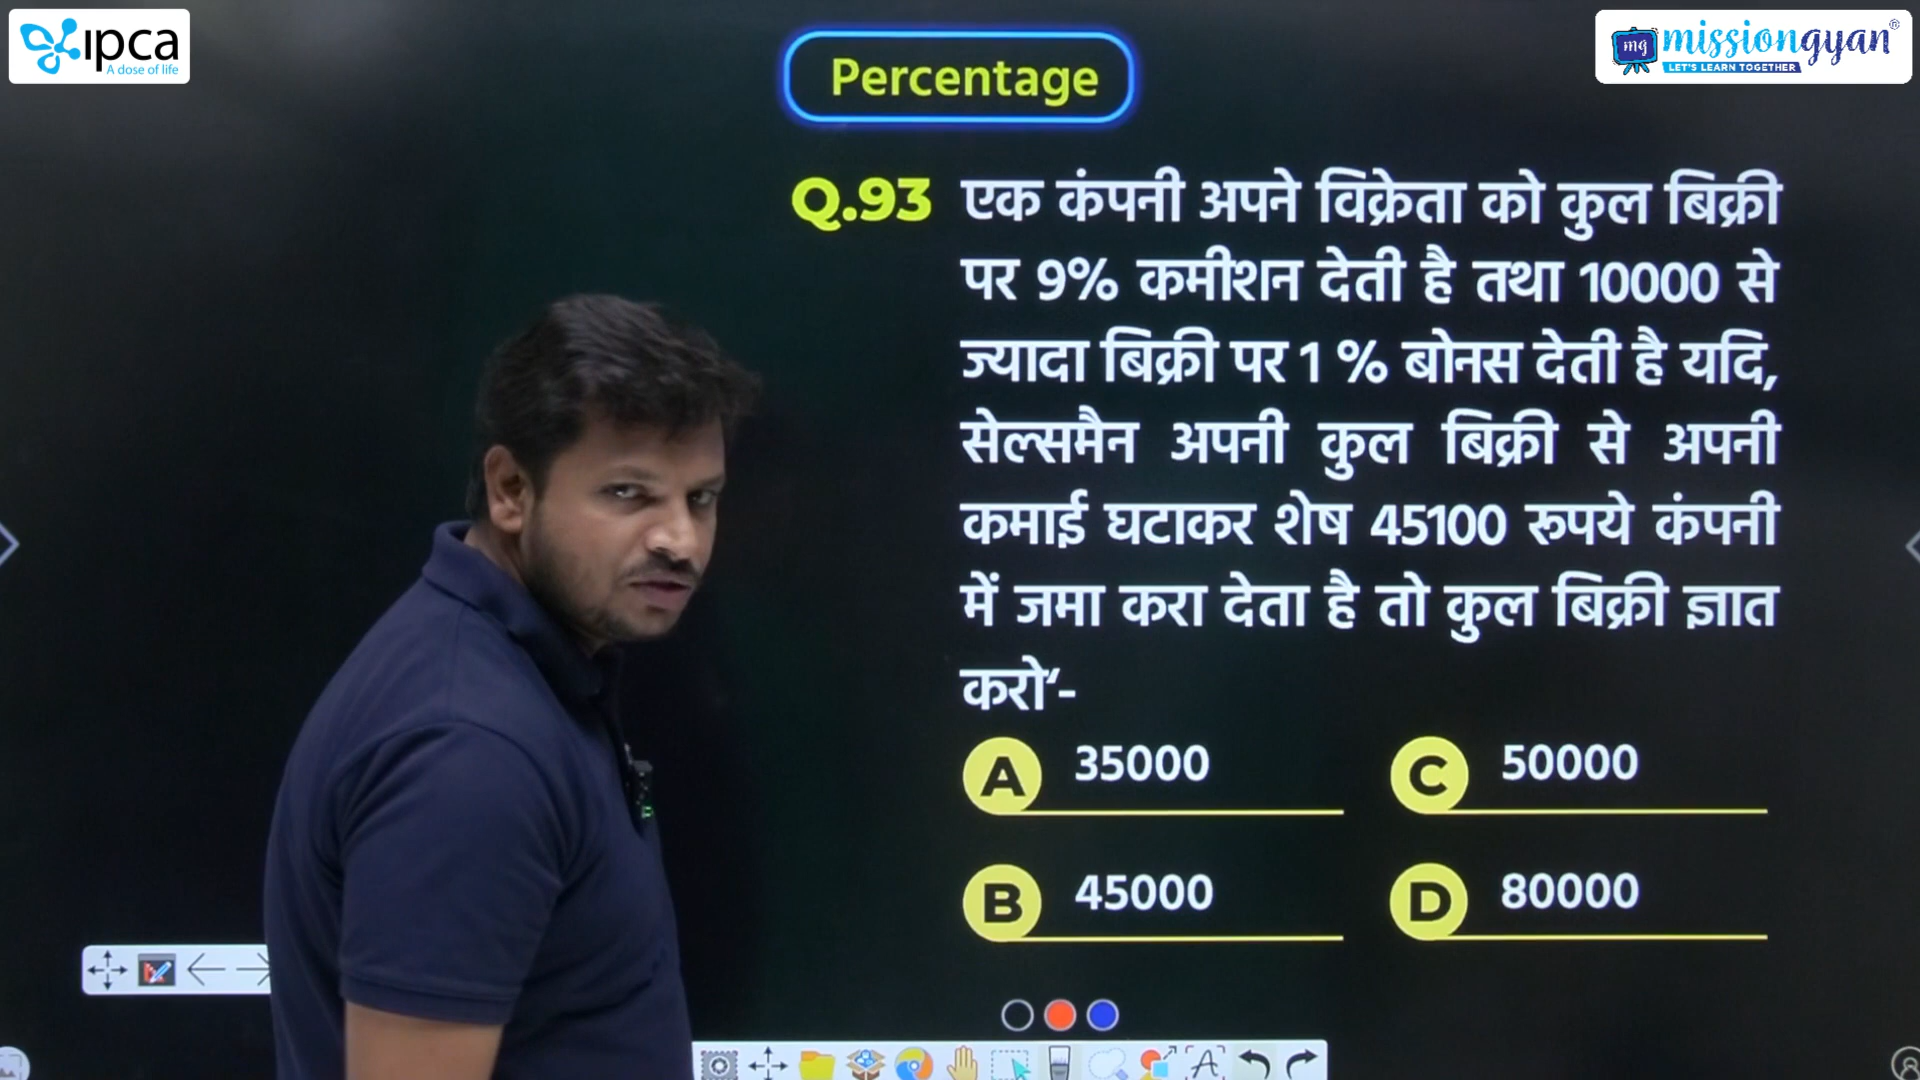 ipca
A dose of life
missiongyan®
mg
LET'S LEARN TOGETHER
Percentage
Q.93 एक कंपनी अपने विक्रेता को कुल बिक्री
पर 9% कमीशन देती है तथा 10000 से
ज्यादा बिक्री पर 1 % बोनस देती है यदि,
सेल्समैन अपनी कुल बिक्री से अपनी
कमाई घटाकर शेष 45100 रूपये कंपनी
में जमा करा देता है तो कुल बिक्री ज्ञात
करो‘-
A 35000
C 50000
B 45000
D 80000